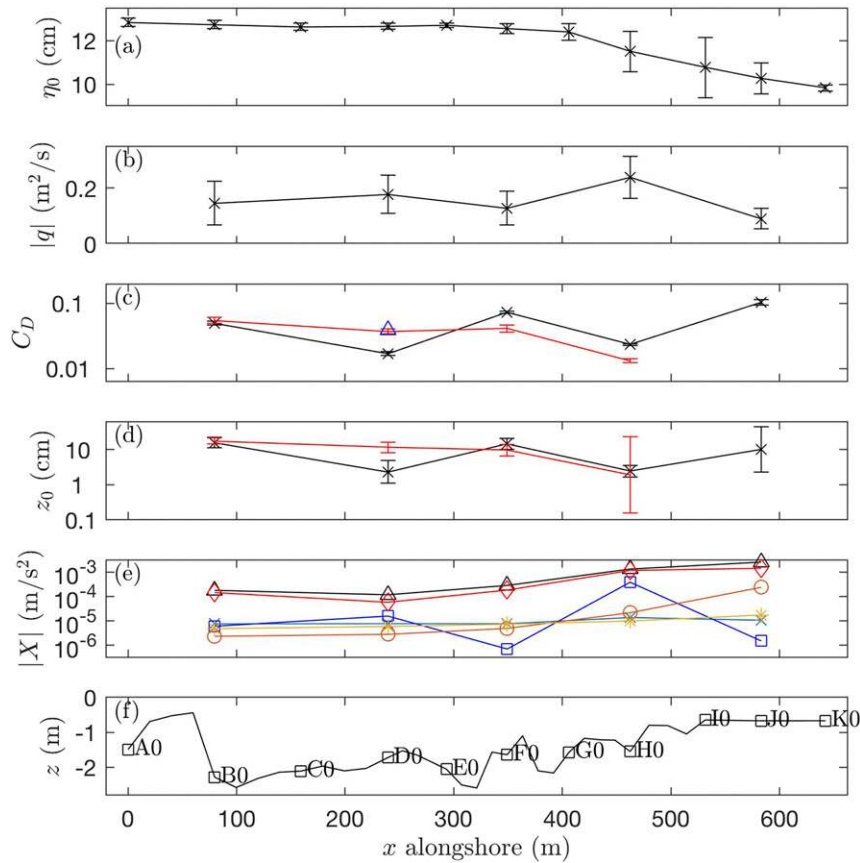 12
10
η₀ (cm)
(a)
0.2
0
|q| (m²/s)
(b)
0.1
0.01
C_D
(c)
10
1
0.1
z₀ (cm)
(d)
10⁻³
10⁻⁴
10⁻⁵
10⁻⁶
|X| (m/s²)
(e)
0
-1
-2
z (m)
(f)
A0 B0 C0 D0 E0 F0 G0 H0 I0 J0 K0
0 100 200 300 400 500 600
x alongshore (m)